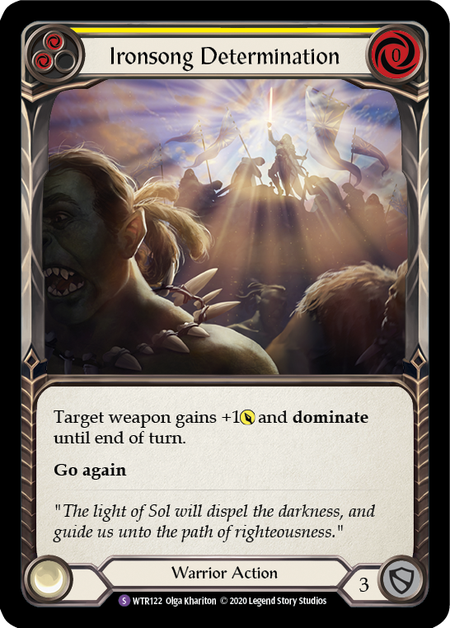 Ironsong Determination
0
Target weapon gains +1 and dominate
until end of turn.
Go again
"The light of Sol will dispel the darkness, and
guide us unto the path of righteousness."
Warrior Action
3
S WTR122 Olga Khariton © 2020 Legend Story Studios